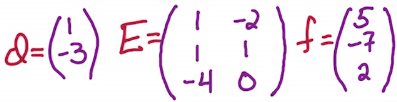 d = (1 -3) E = (1 -2 1 1 -4 0) f = (5 -7 2)